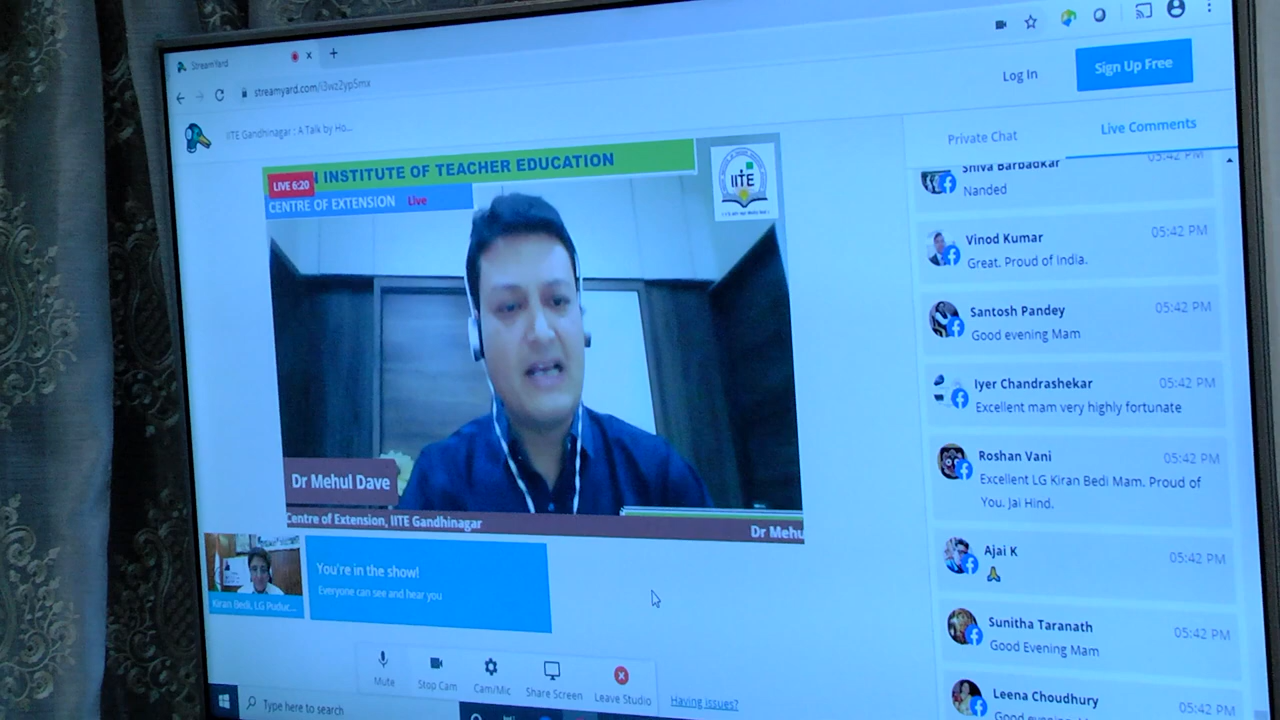 StreamYard
streamyard.com/i3wz2yp5mx
Log In
Sign Up Free
IITE Gandhinagar : A Talk by Ho...
Private Chat
Live Comments
N INSTITUTE OF TEACHER EDUCATION
LIVE 6:20
CENTRE OF EXTENSION Live
IITE
Dr Mehul Dave
Centre of Extension, IITE Gandhinagar
Dr Mehu
Kiran Bedi, LG Puduc...
You're in the show!
Everyone can see and hear you
Mute
Stop Cam
Cam/Mic
Share Screen
Leave Studio
Having issues?
Type here to search
Shiva Barbadkar 05:42 PM
Nanded
Vinod Kumar 05:42 PM
Great. Proud of India.
Santosh Pandey 05:42 PM
Good evening Mam
Iyer Chandrashekar 05:42 PM
Excellent mam very highly fortunate
Roshan Vani 05:42 PM
Excellent LG Kiran Bedi Mam. Proud of
You. Jai Hind.
Ajai K 05:42 PM
🙏
Sunitha Taranath 05:42 PM
Good Evening Mam
Leena Choudhury 05:42 PM